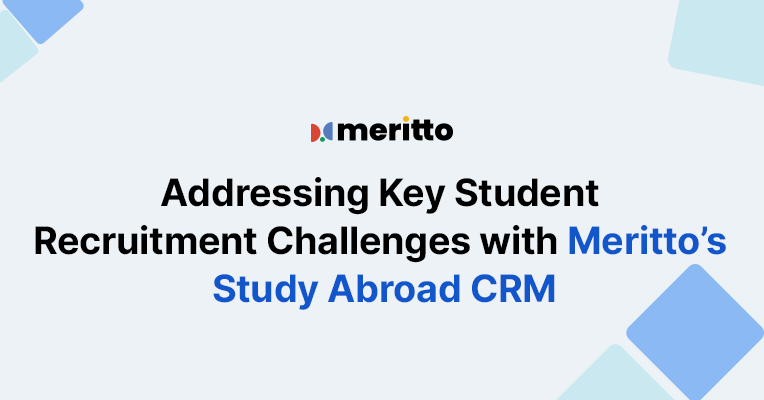 meritto
Addressing Key Student
Recruitment Challenges with Meritto’s
Study Abroad CRM